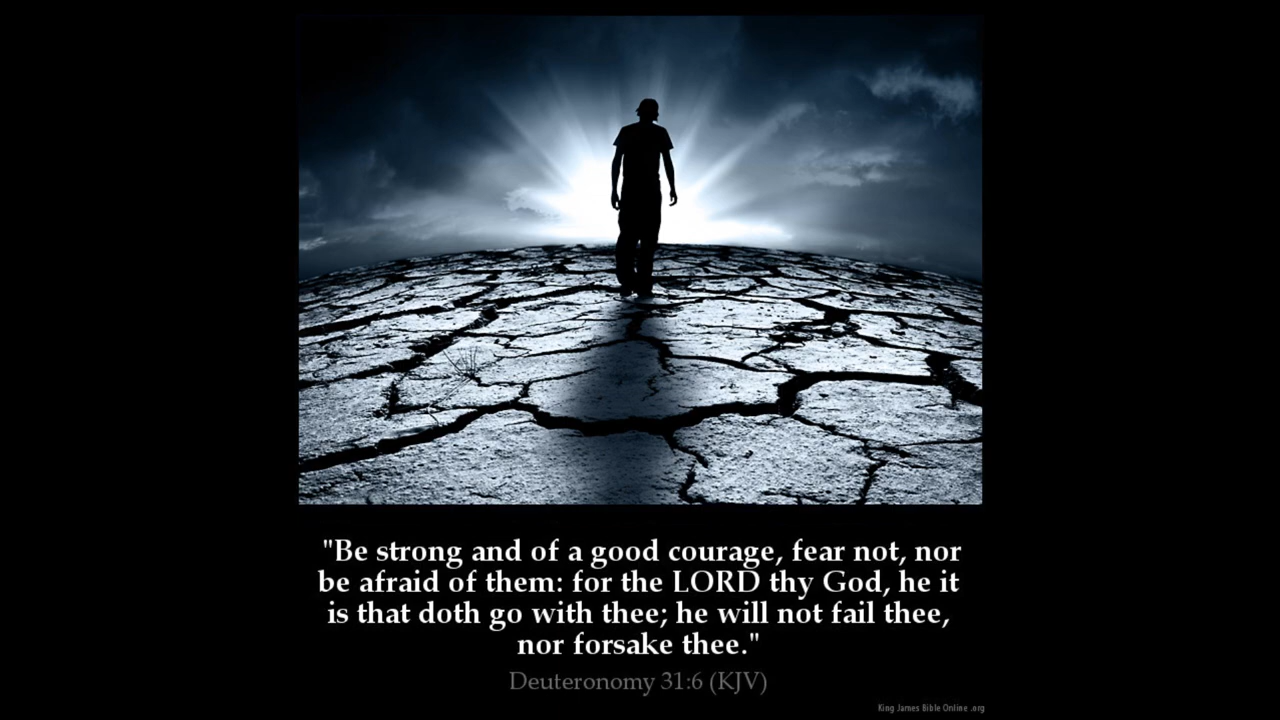 "Be strong and of a good courage, fear not, nor
be afraid of them: for the LORD thy God, he it
is that doth go with thee; he will not fail thee,
nor forsake thee."
Deuteronomy 31:6 (KJV)
King James Bible Online .org